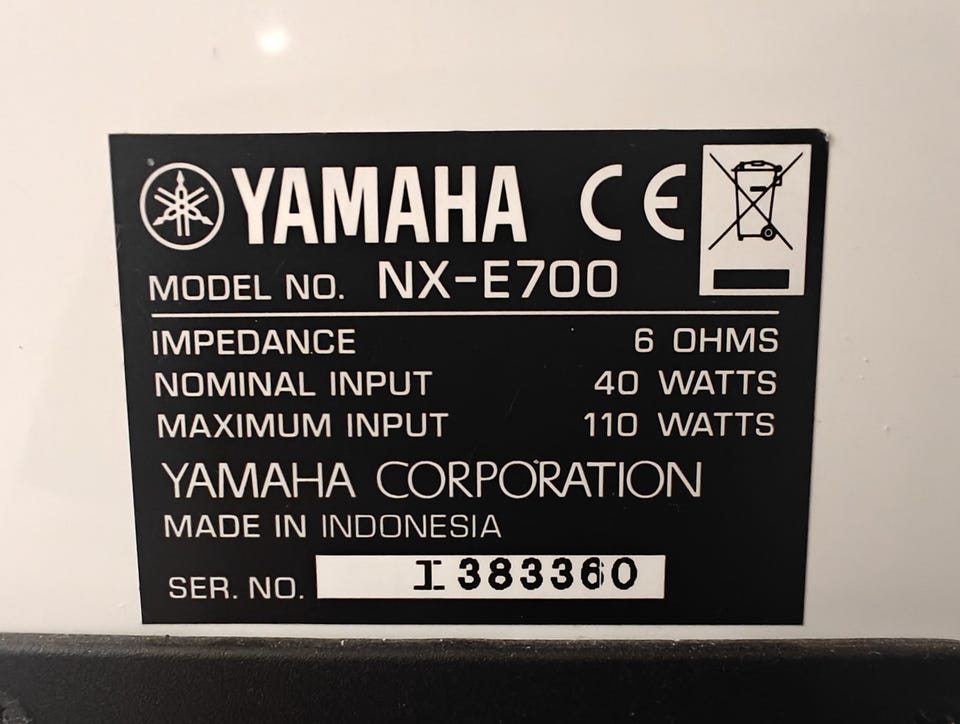 YAMAHA CE
MODEL NO. NX-E700
IMPEDANCE 6 OHMS
NOMINAL INPUT 40 WATTS
MAXIMUM INPUT 110 WATTS
YAMAHA CORPORATION
MADE IN INDONESIA
SER. NO. I 383360